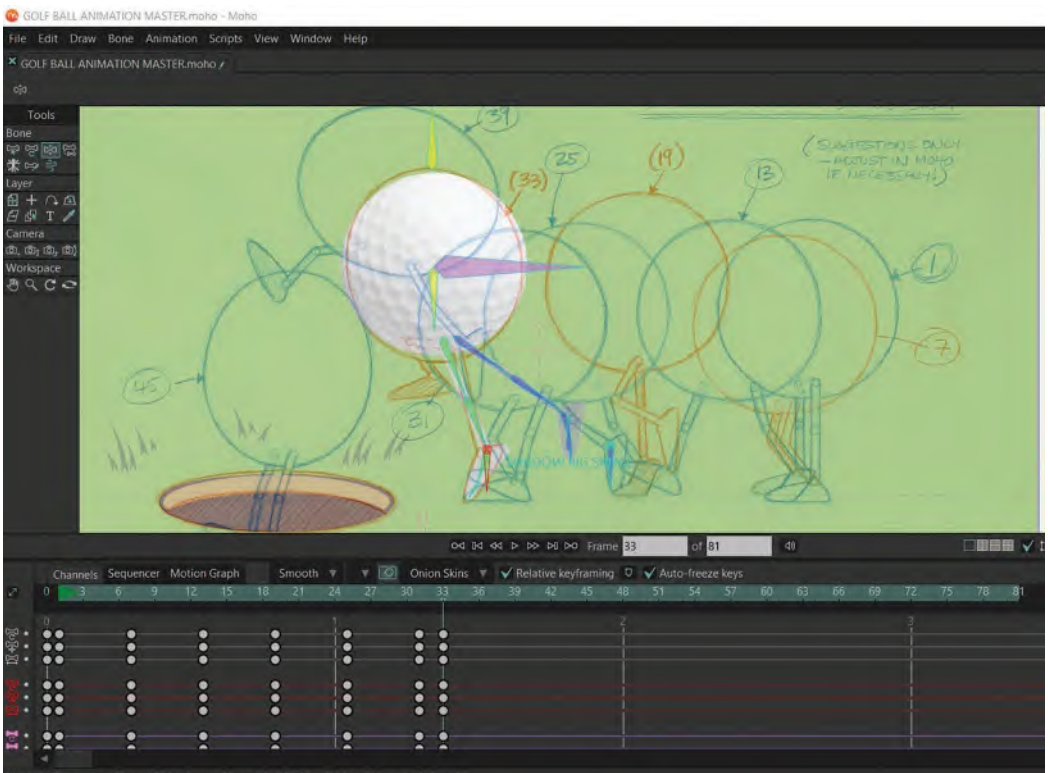 GOLF BALL ANIMATION MASTER.moho - Moho
File Edit Draw Bone Animation Scripts View Window Help
GOLF BALL ANIMATION MASTER.moho
Tools
Bone
Layer
Camera
Workspace
(39)
(SUGGESTIONS ONLY
- ADJUST IN MOHO
IF NECESSARY!)
25
(19)
13
(33)
1
7
45
31
Frame 33 of 81
Channels Sequencer Motion Graph Smooth Onion Skins Relative keyframing Auto-freeze keys
0 3 6 9 12 15 18 21 24 27 30 33 36 39 42 45 48 51 54 57 60 63 66 69 72 75 78 81
0 1 2 3